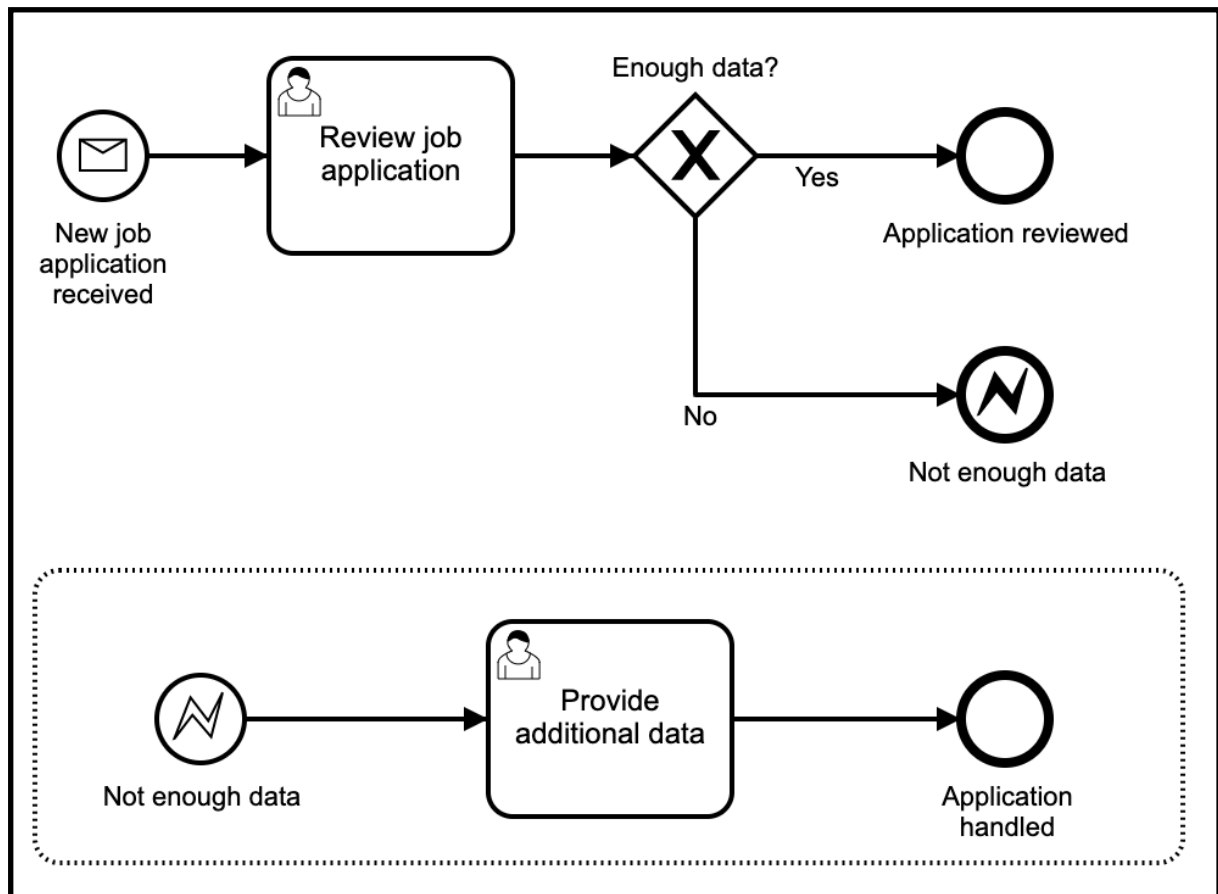 Enough data?
Review job
application
Yes
New job
application
received
Application reviewed
No
Not enough data
Provide
additional data
Not enough data
Application
handled